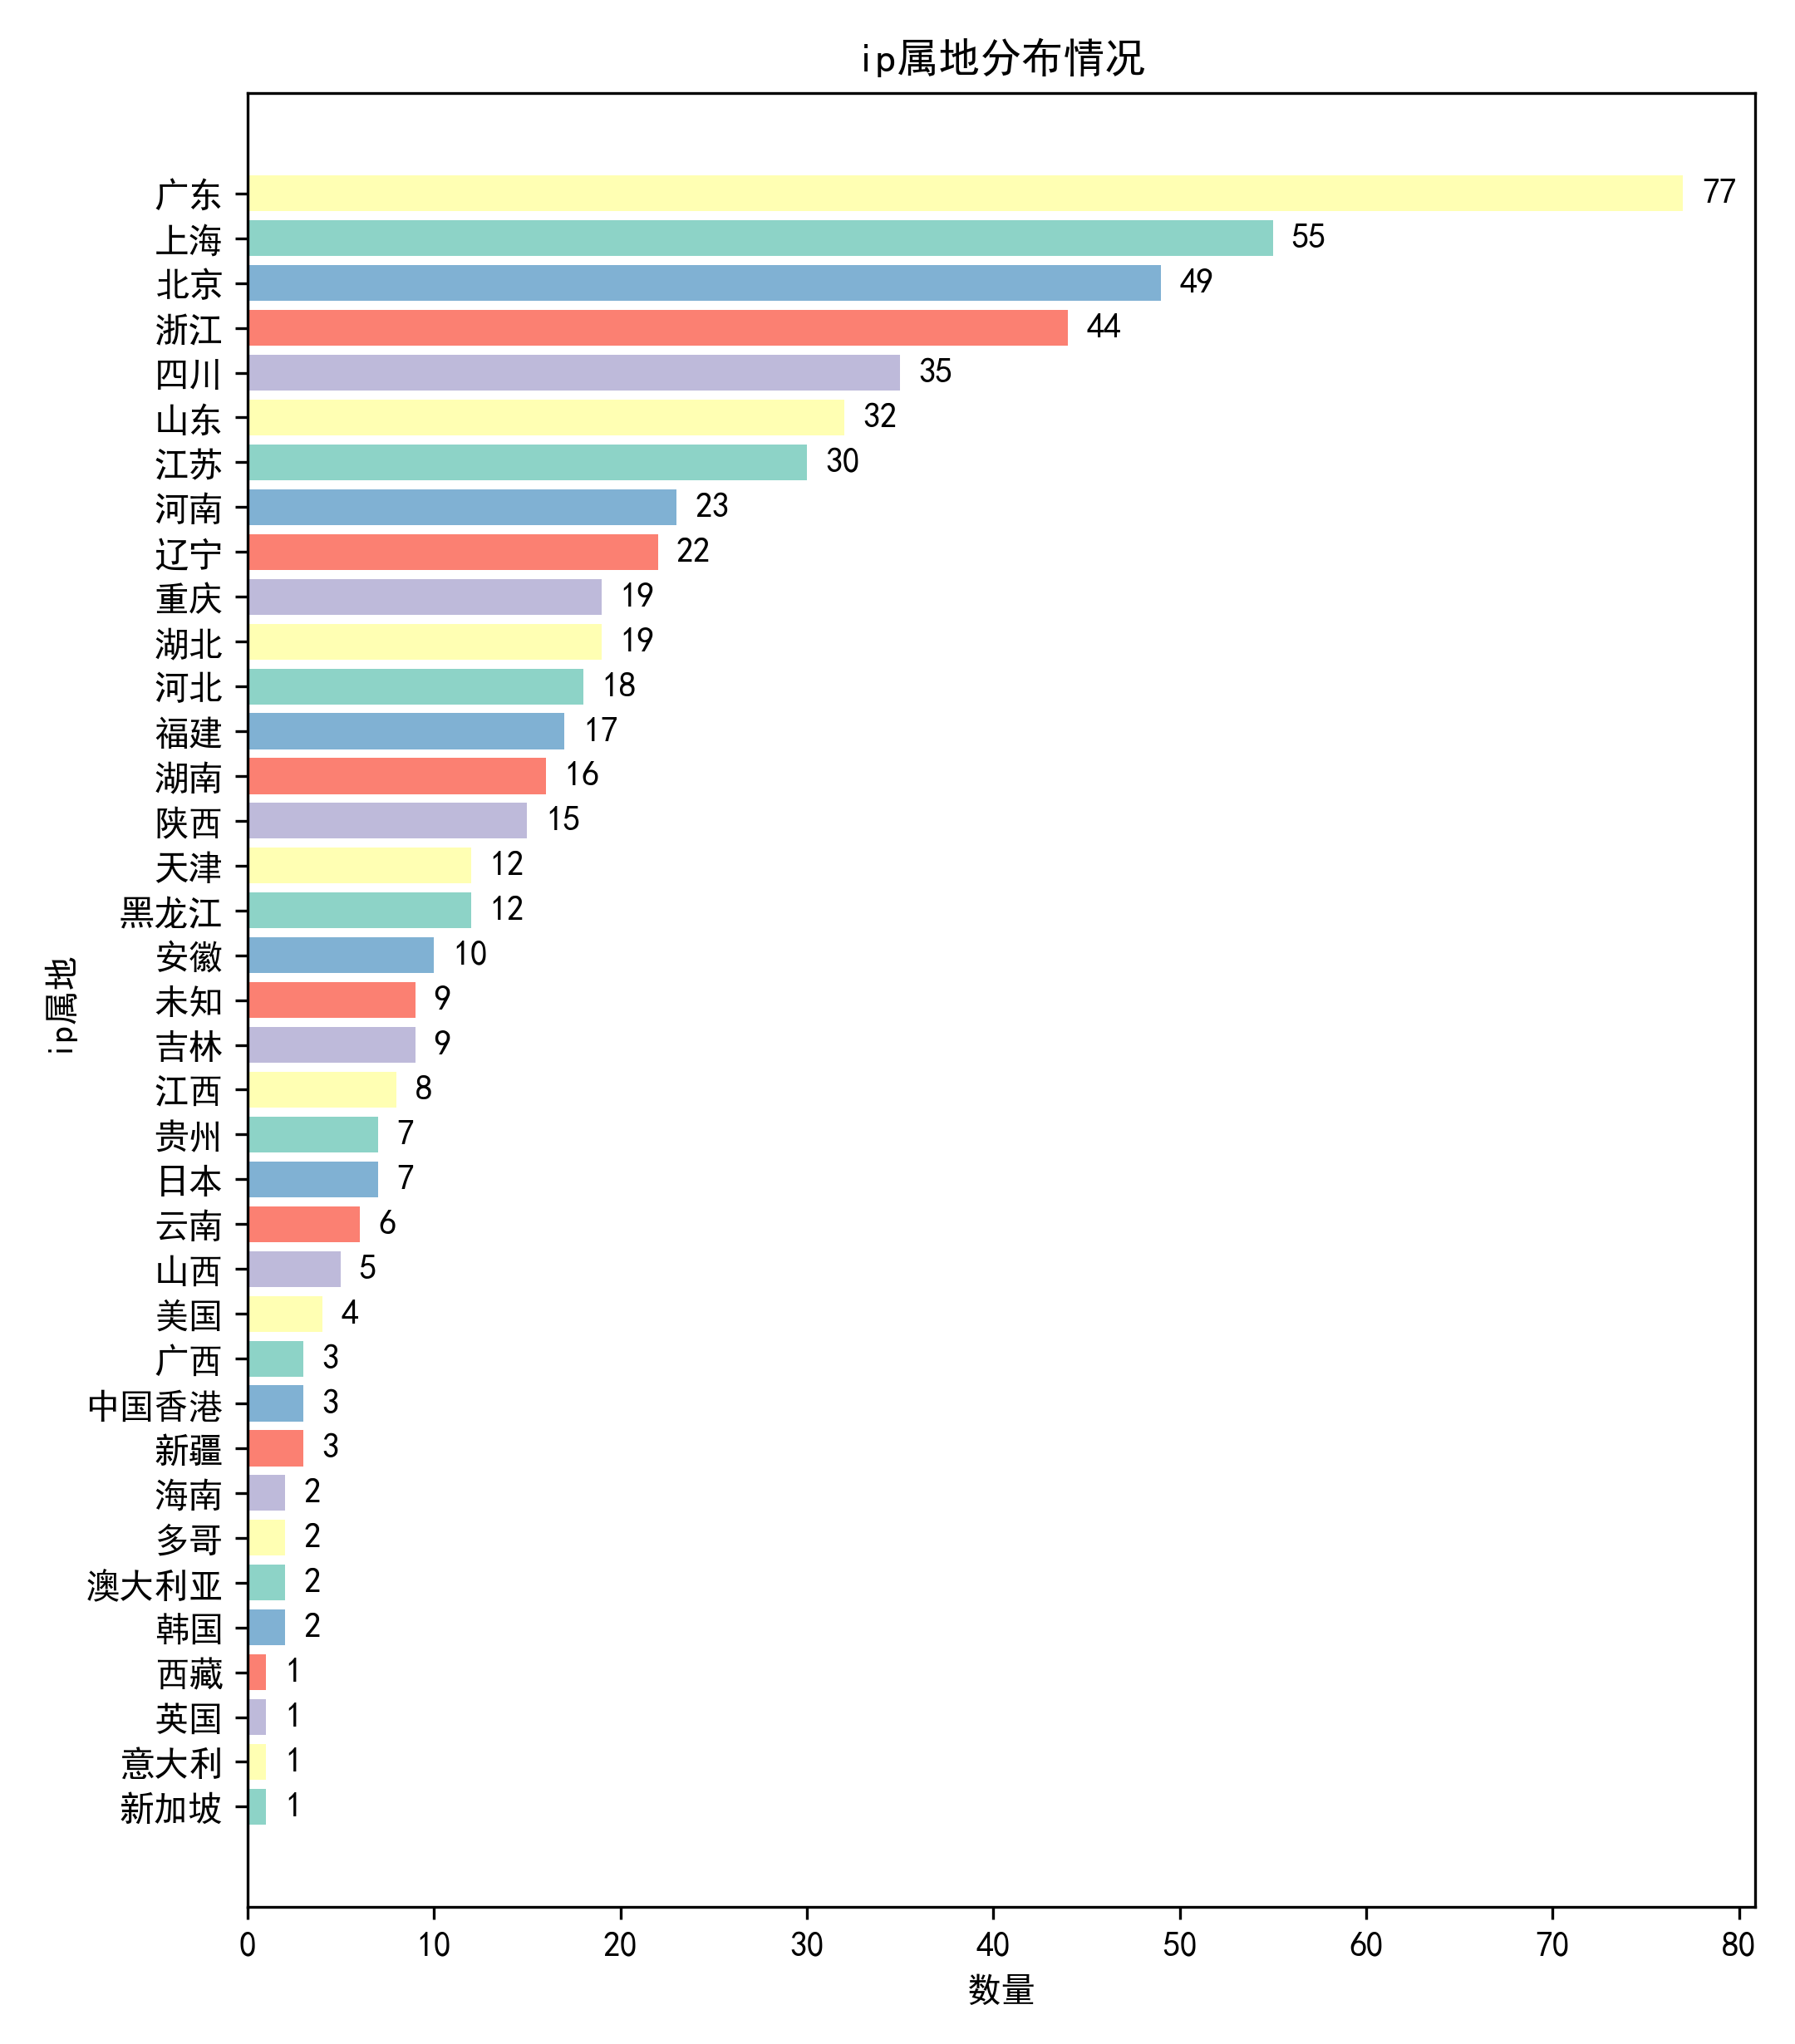 ip属地分布情况
广东 77
上海 55
北京 49
浙江 44
四川 35
山东 32
江苏 30
河南 23
辽宁 22
重庆 19
湖北 19
河北 18
福建 17
湖南 16
陕西 15
天津 12
黑龙江 12
安徽 10
未知 9
吉林 9
江西 8
贵州 7
日本 7
云南 6
山西 5
美国 4
广西 3
中国香港 3
新疆 3
海南 2
多哥 2
澳大利亚 2
韩国 2
西藏 1
英国 1
意大利 1
新加坡 1
ip属地
0 10 20 30 40 50 60 70 80
数量